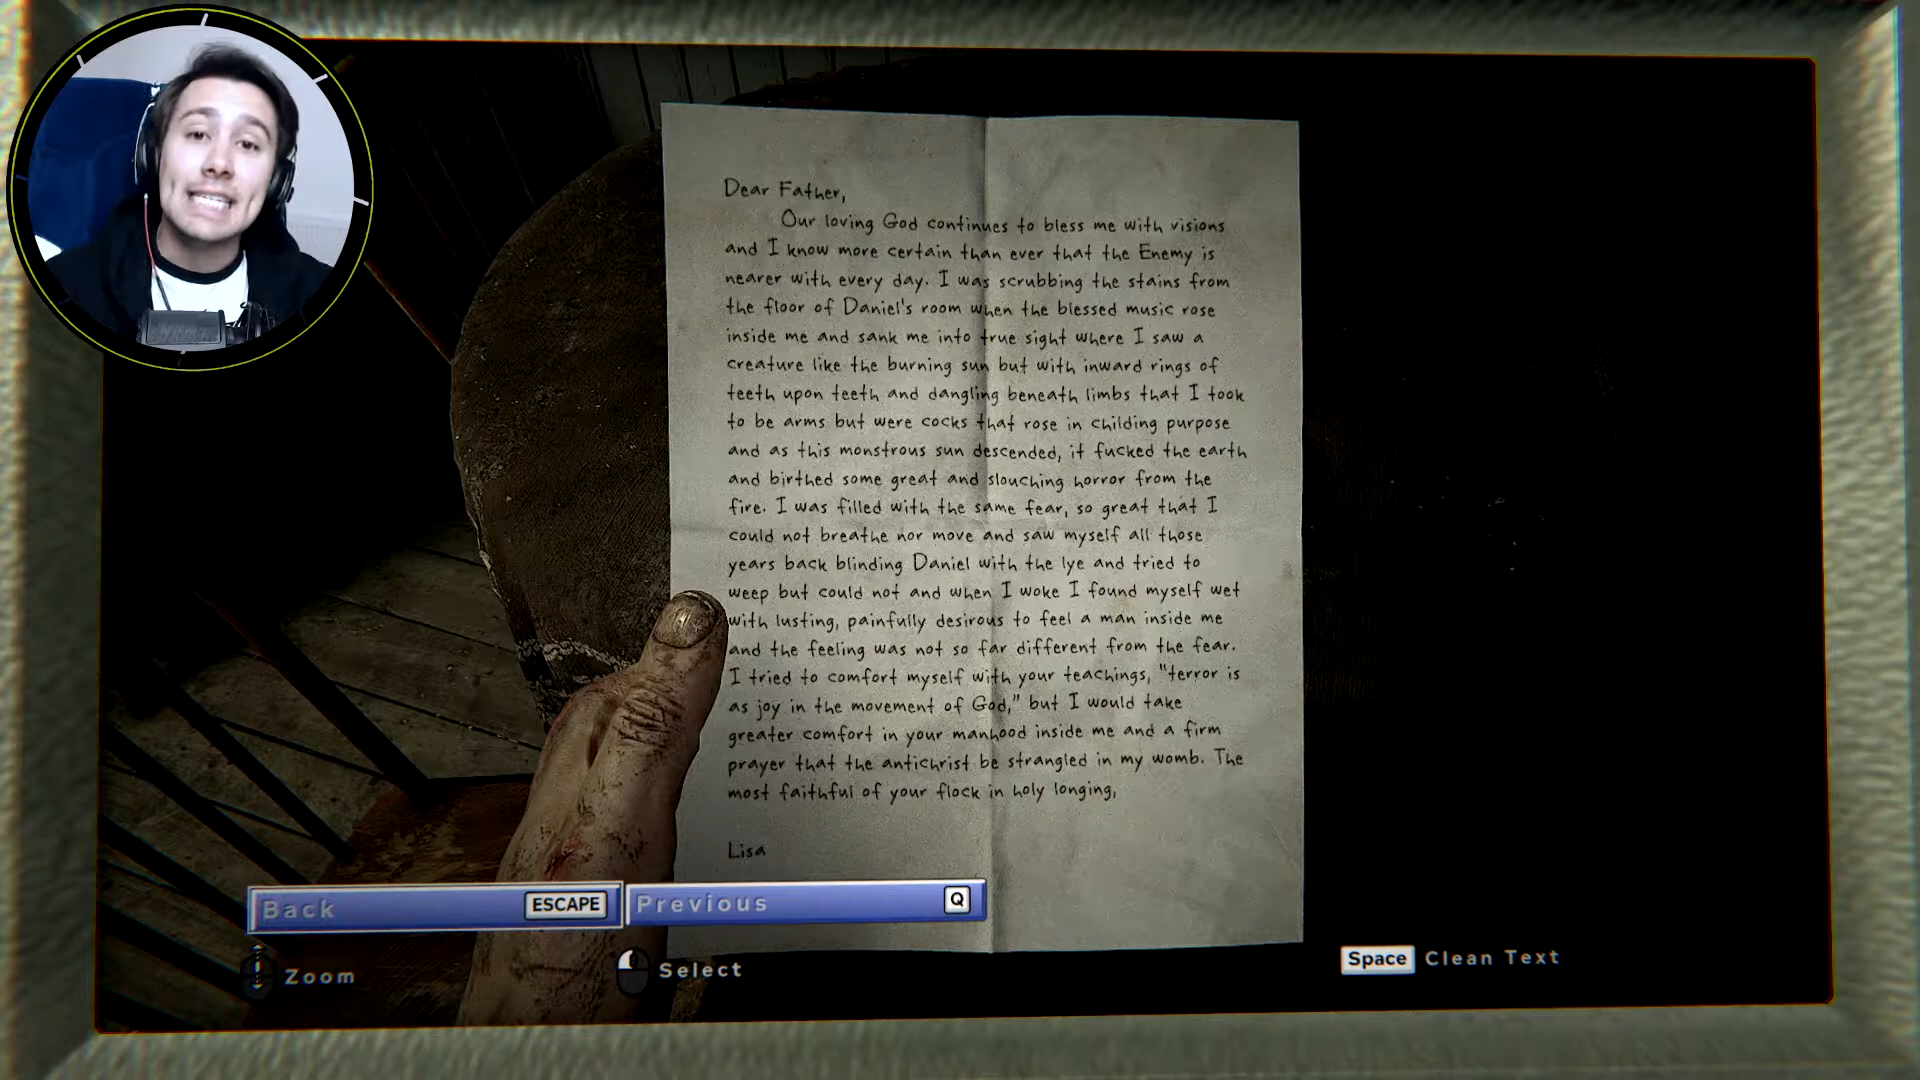 Dear Father,
Our loving God continues to bless me with visions
and I know more certain than ever that the Enemy is
nearer with every day. I was scrubbing the stains from
the floor of Daniel's room when the blessed music rose
inside me and sank me into true sight where I saw a
creature like the burning sun but with inward rings of
teeth upon teeth and dangling beneath limbs that I took
to be arms but were cocks that rose in childing purpose
and as this monstrous sun descended, it fucked the earth
and birthed some great and slouching horror from the
fire. I was filled with the same fear, so great that I
could not breathe nor move and saw myself all those
years back blinding Daniel with the lye and tried to
weep but could not and when I woke I found myself wet
with lusting, painfully desirous to feel a man inside me
and the feeling was not so far different from the fear.
I tried to comfort myself with your teachings, "terror is
as joy in the movement of God," but I would take
greater comfort in your manhood inside me and a firm
prayer that the antichrist be strangled in my womb. The
most faithful of your flock in holy longing,
Lisa
Back ESCAPE Previous Q
Zoom Select Space Clean Text